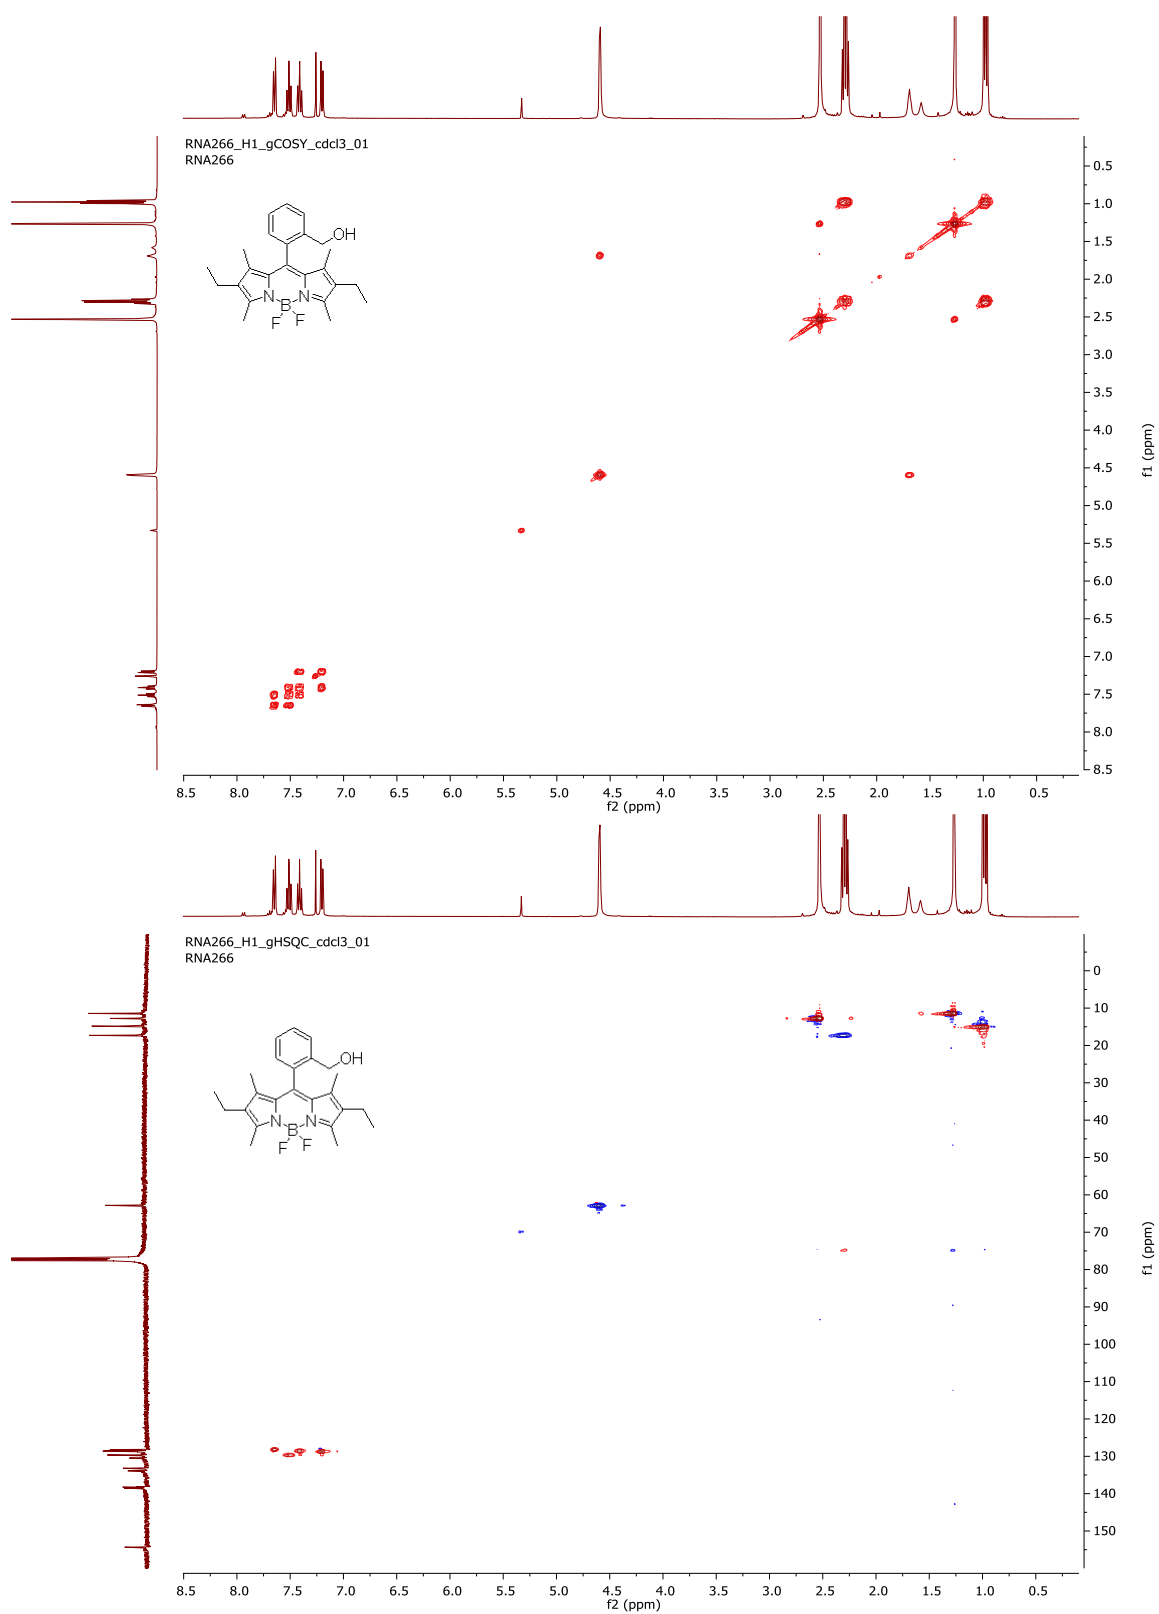 RNA266_H1_gCOSY_cdcl3_01
RNA266
OH
N
N
B
F
F
0.5
1.0
1.5
2.0
2.5
3.0
3.5
4.0
4.5
5.0
5.5
6.0
6.5
7.0
7.5
8.0
8.5
f1 (ppm)
8.5 8.0 7.5 7.0 6.5 6.0 5.5 5.0 4.5 4.0 3.5 3.0 2.5 2.0 1.5 1.0 0.5
f2 (ppm)
RNA266_H1_gHSQC_cdcl3_01
RNA266
OH
N
N
B
F
F
0
10
20
30
40
50
60
70
80
90
100
110
120
130
140
150
f1 (ppm)
8.5 8.0 7.5 7.0 6.5 6.0 5.5 5.0 4.5 4.0 3.5 3.0 2.5 2.0 1.5 1.0 0.5
f2 (ppm)